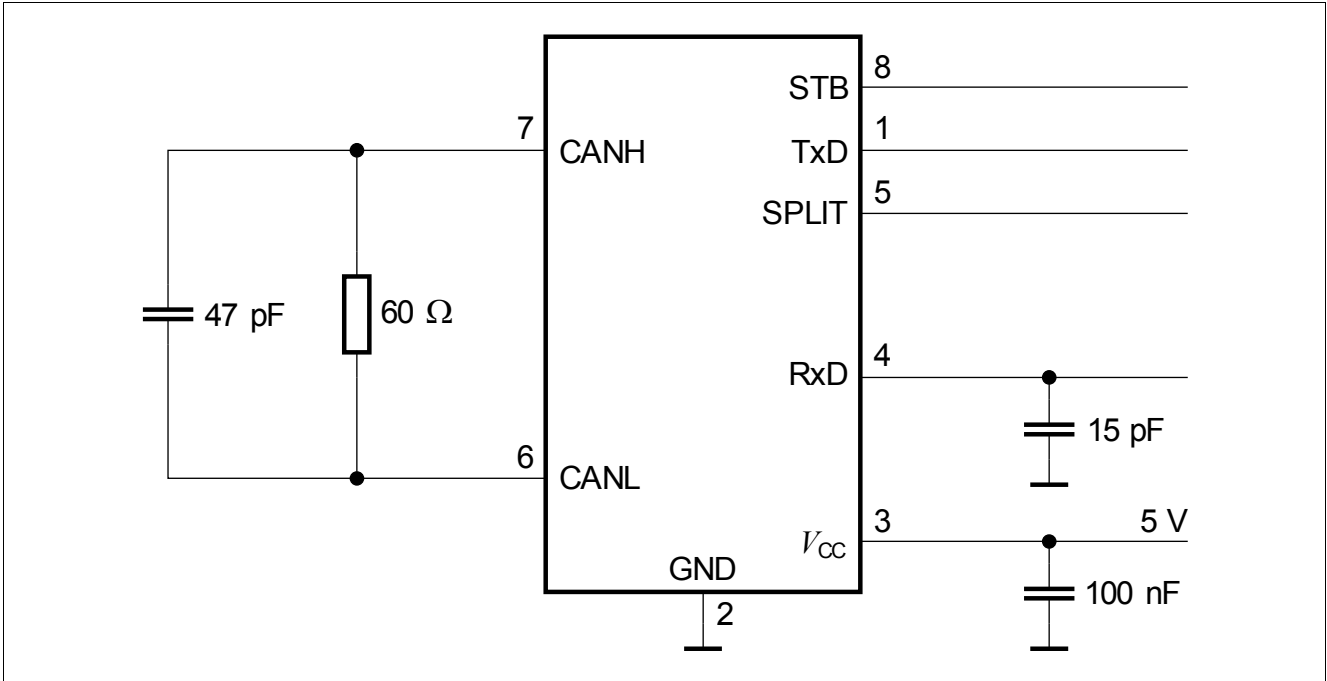 8
STB
7
1
CANH
TxD
5
SPLIT
47 pF
60 Ω
4
RxD
15 pF
6
CANL
3
5 V
VCC
GND
100 nF
2